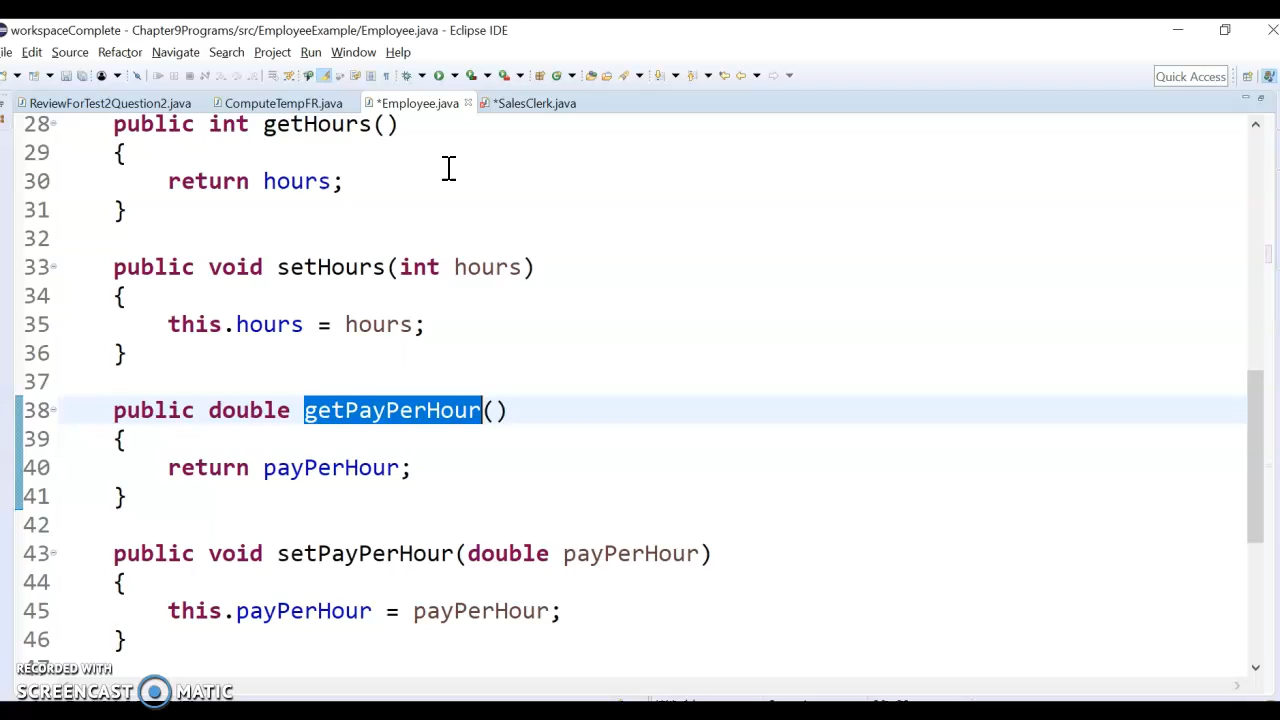 workspaceComplete - Chapter9Programs/src/EmployeeExample/Employee.java - Eclipse IDE
ile Edit Source Refactor Navigate Search Project Run Window Help
Quick Access
ReviewForTest2Question2.java ComputeTempFR.java *Employee.java *SalesClerk.java
28 public int getHours()
29 {
30 return hours;
31 }
32
33 public void setHours(int hours)
34 {
35 this.hours = hours;
36 }
37
38 public double getPayPerHour()
39 {
40 return payPerHour;
41 }
42
43 public void setPayPerHour(double payPerHour)
44 {
45 this.payPerHour = payPerHour;
46 }
RECORDED WITH
SCREENCAST MATIC